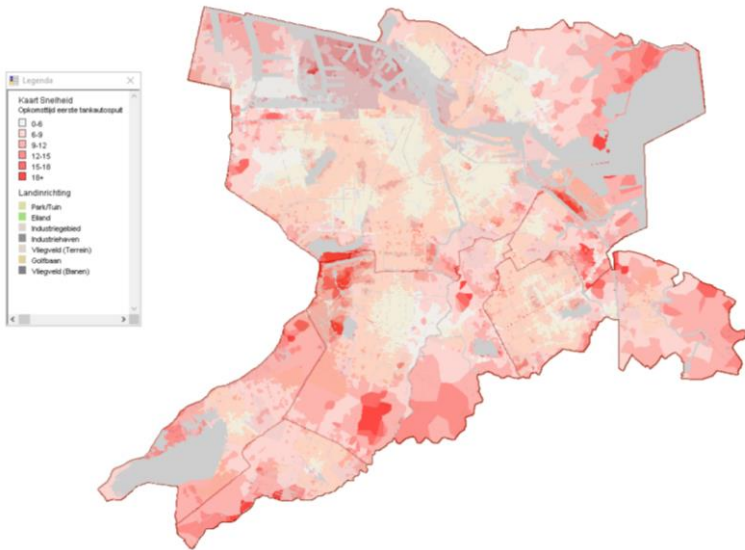 Legenda
Kaart Snelheid
Opkomsttijd eerste tankautospuit
0-6
6-9
9-12
12-15
15-18
18+
Landinrichting
Park/Tuin
Eiland
Industriegebied
Industriehaven
Vliegveld (Terrein)
Golfbaan
Vliegveld (Banen)